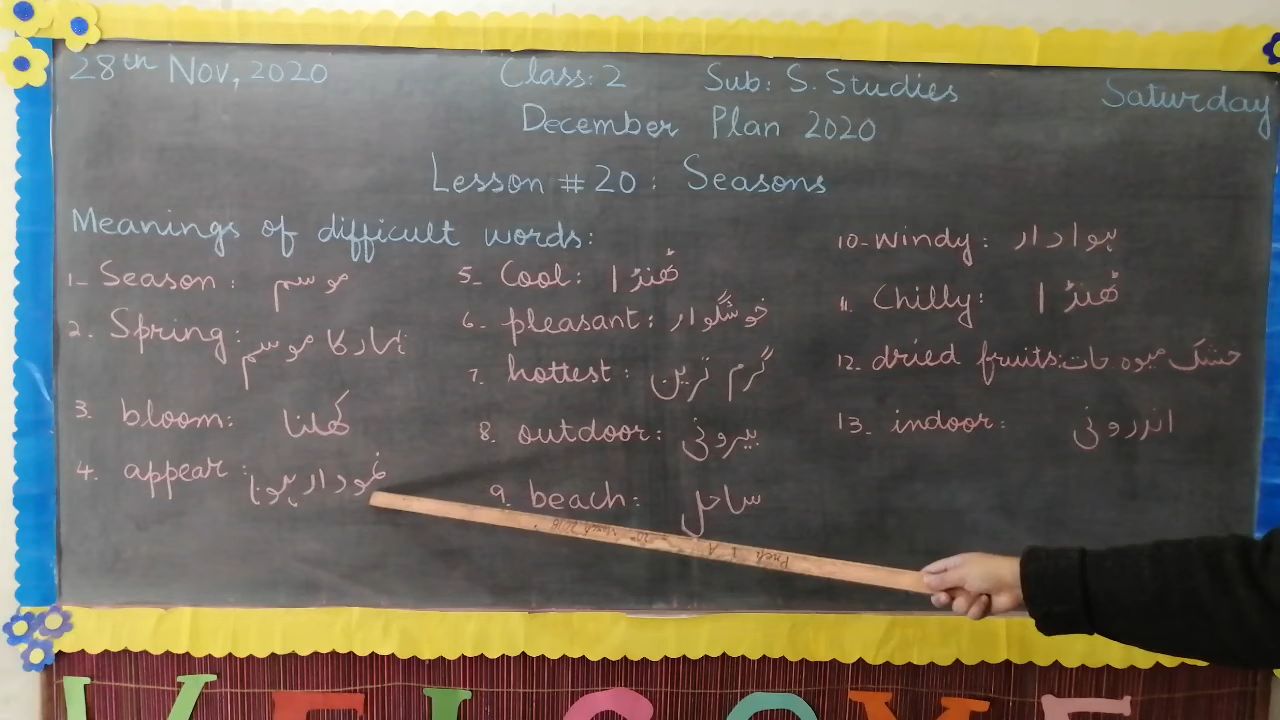 28th Nov, 2020 Class: 2 Sub: S. Studies Saturday
December Plan 2020
Lesson # 20: Seasons
Meanings of difficult words:
1- Season: موسم
2. Spring: بہار کا موسم
3. bloom: کھلنا
4. appear: نمودار ہونا
5. Cool: ٹھنڈا
6. pleasant: خوشگوار
7. hottest: گرم ترین
8. outdoor: بیرونی
9. beach: ساحل
10- windy: ہوادار
11. Chilly: ٹھنڈا
12. dried fruits: خشک میوہ جات
13- indoor: اندرونی
WELCOME